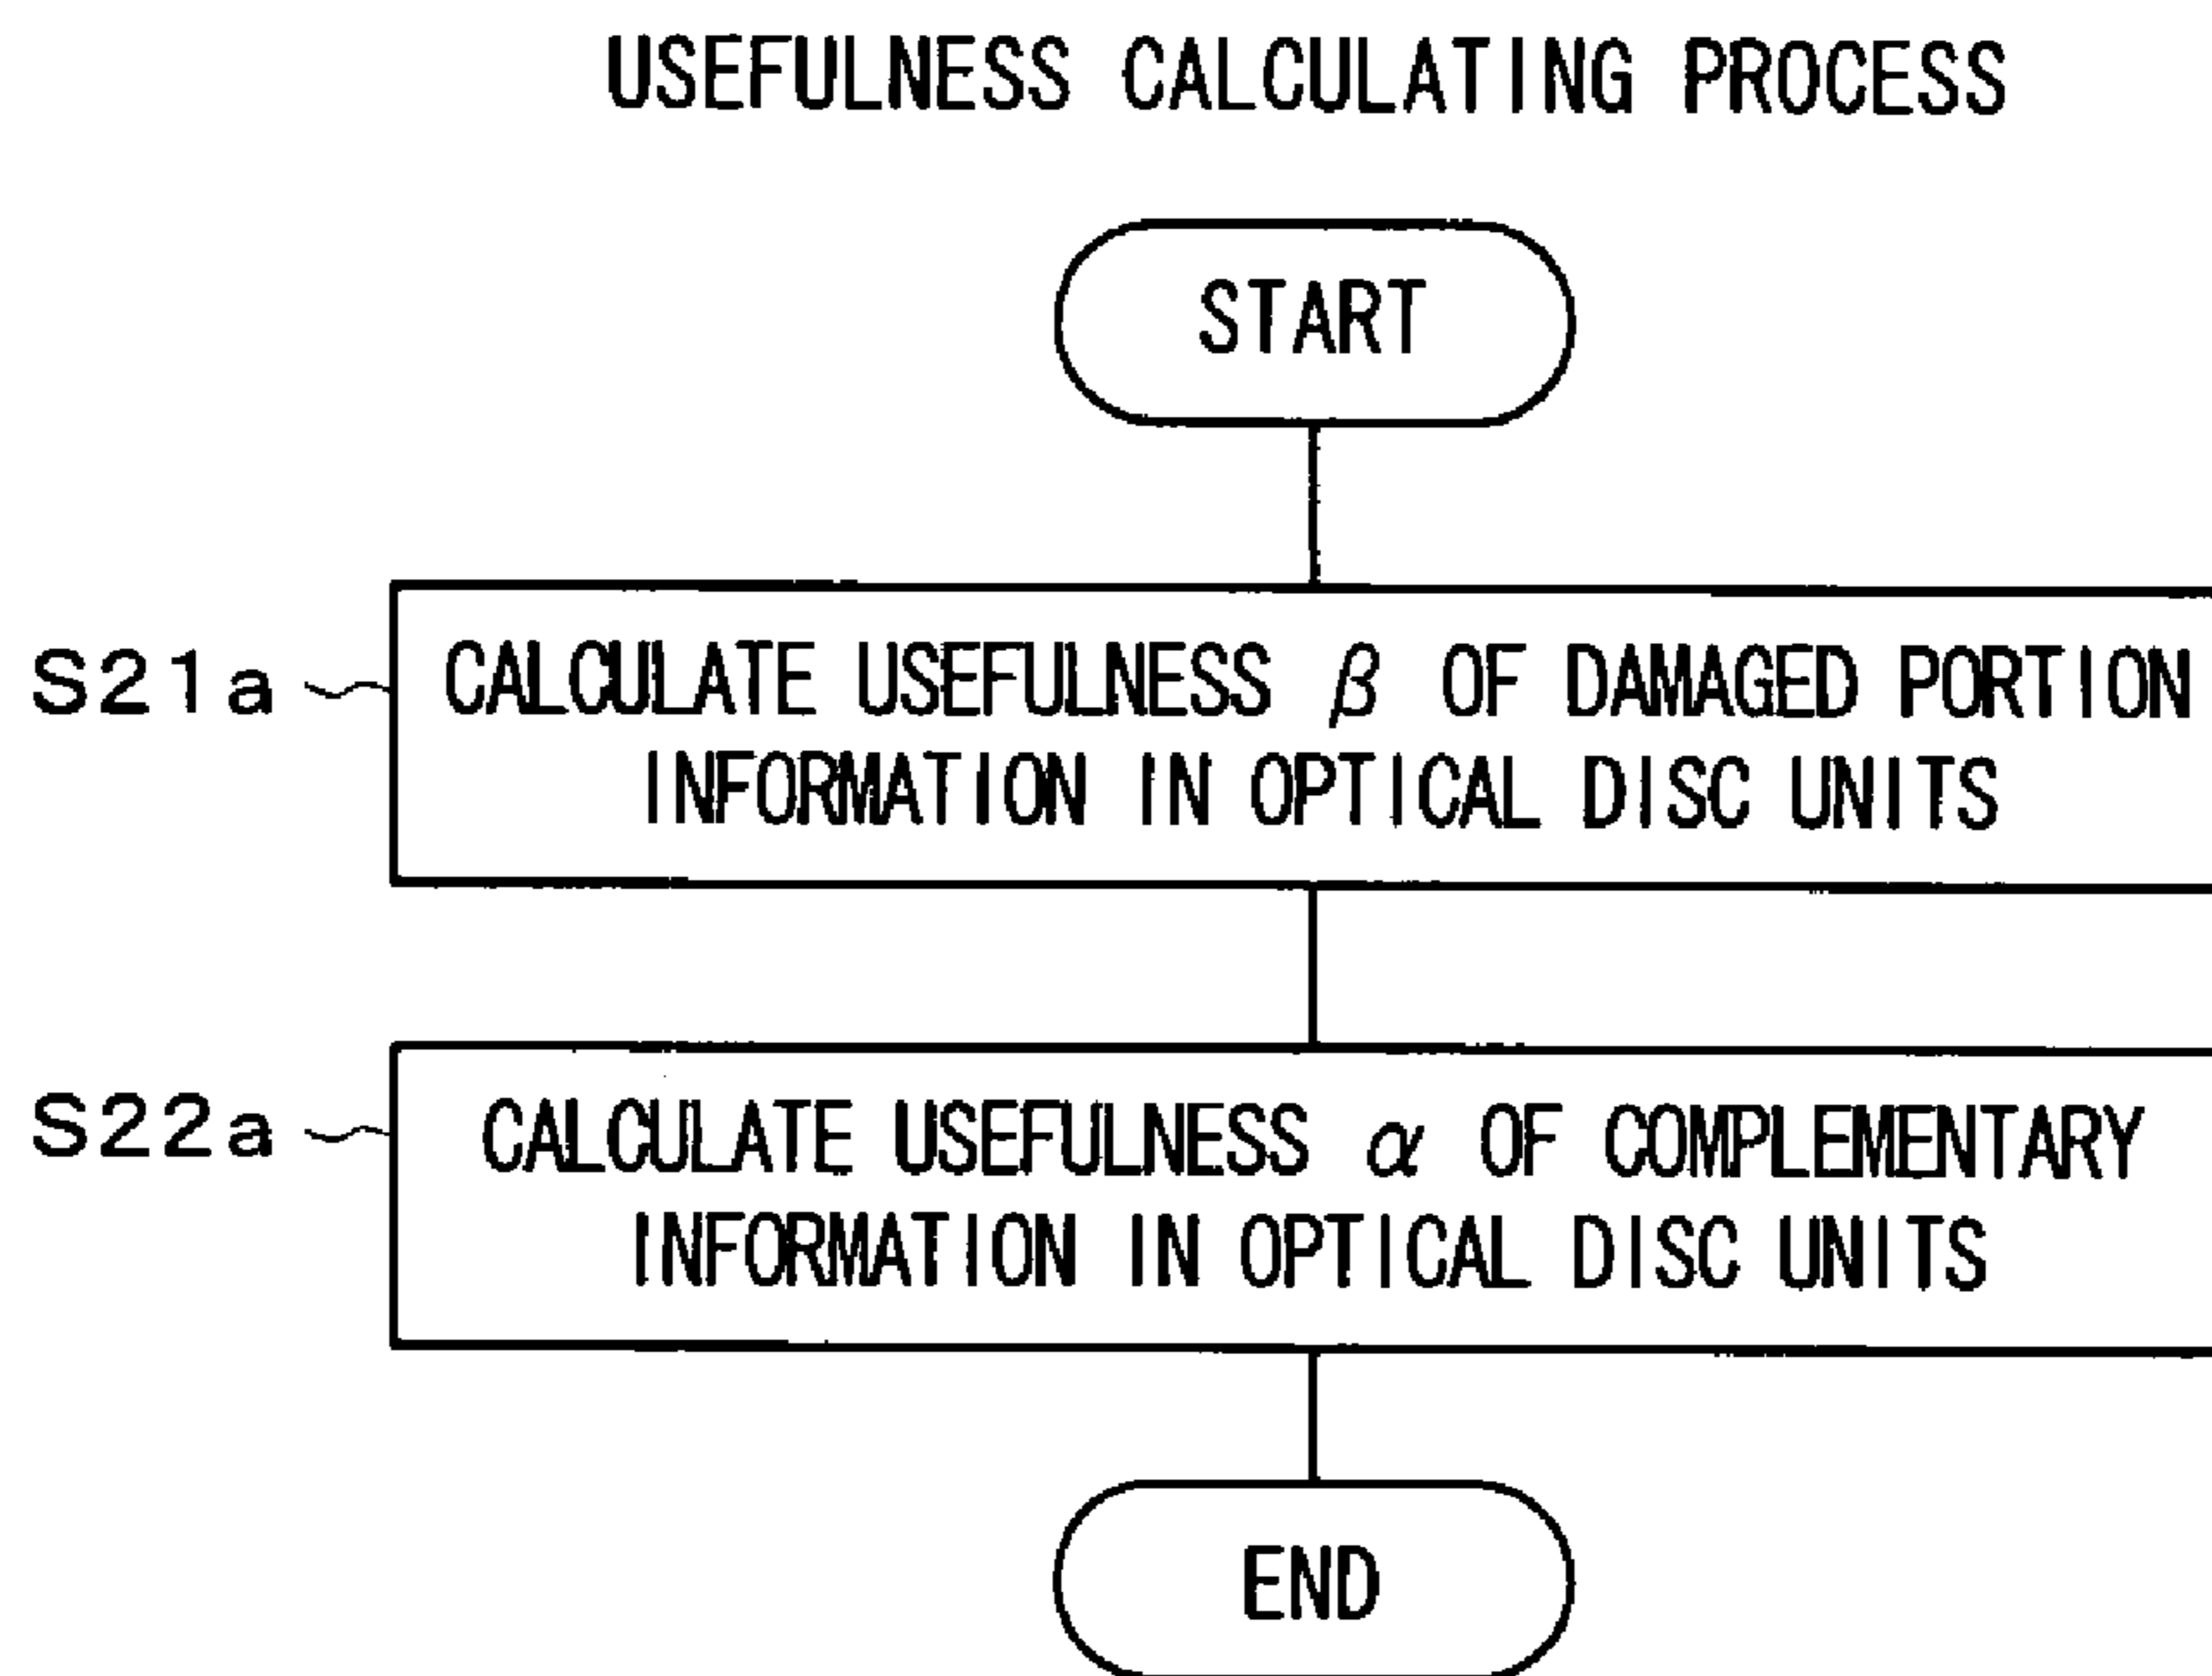 USEFULNESS CALCULATING PROCESS
START
S21a
CALCULATE USEFULNESS β OF DAMAGED PORTION
INFORMATION IN OPTICAL DISC UNITS
S22a
CALCULATE USEFULNESS α OF COMPLEMENTARY
INFORMATION IN OPTICAL DISC UNITS
END